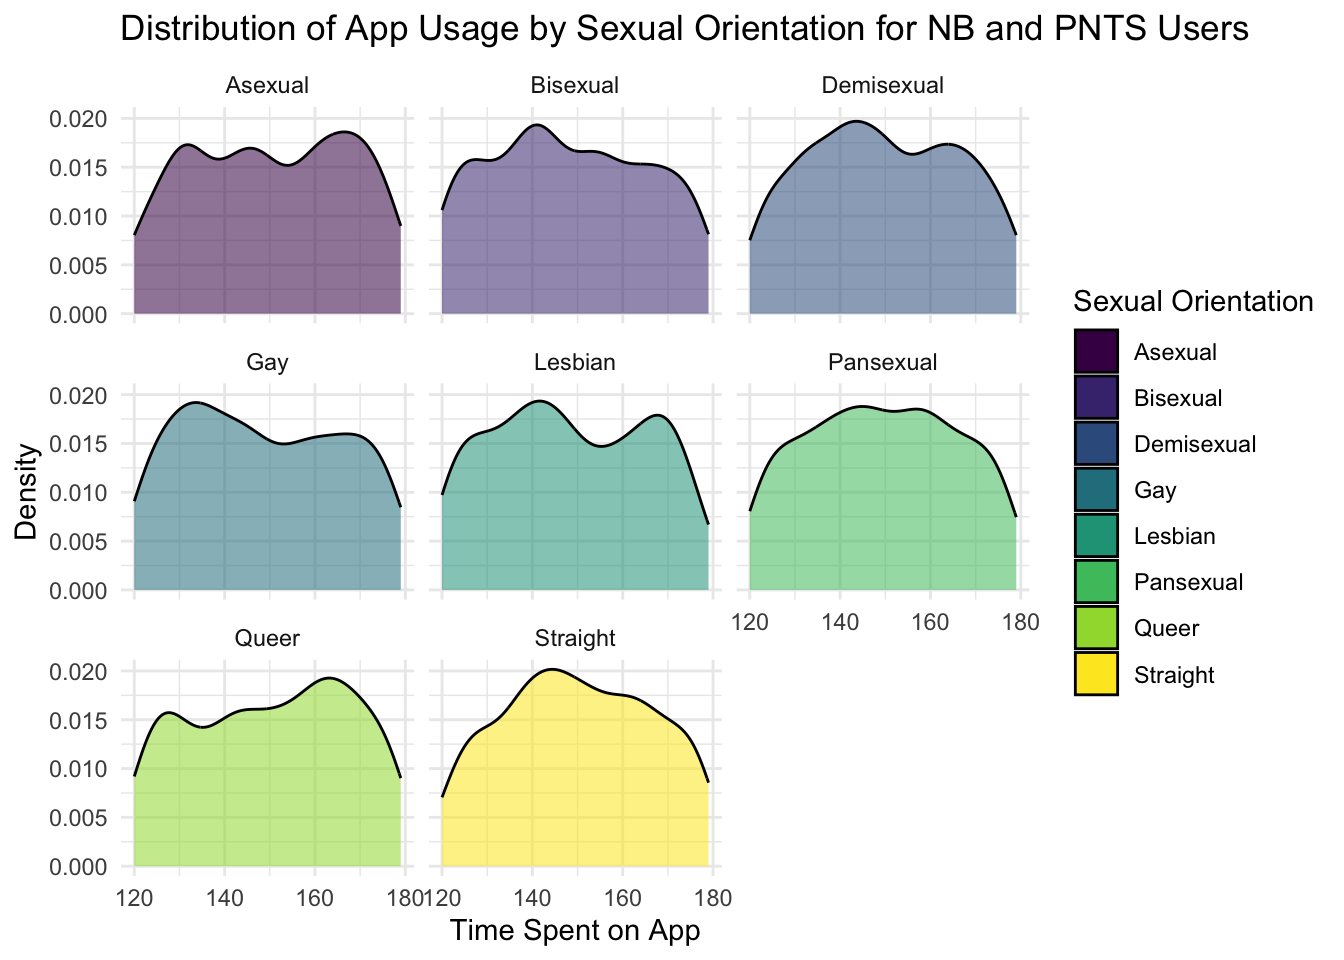 Distribution of App Usage by Sexual Orientation for NB and PNTS Users
Asexual Bisexual Demisexual
0.020
0.015
0.010
0.005
0.000
Gay Lesbian Pansexual
0.020
0.015
0.010
0.005
0.000
120 140 160 180
Queer Straight
0.020
0.015
0.010
0.005
0.000
120 140 160 180 120 140 160 180
Time Spent on App
Density
Sexual Orientation
Asexual
Bisexual
Demisexual
Gay
Lesbian
Pansexual
Queer
Straight